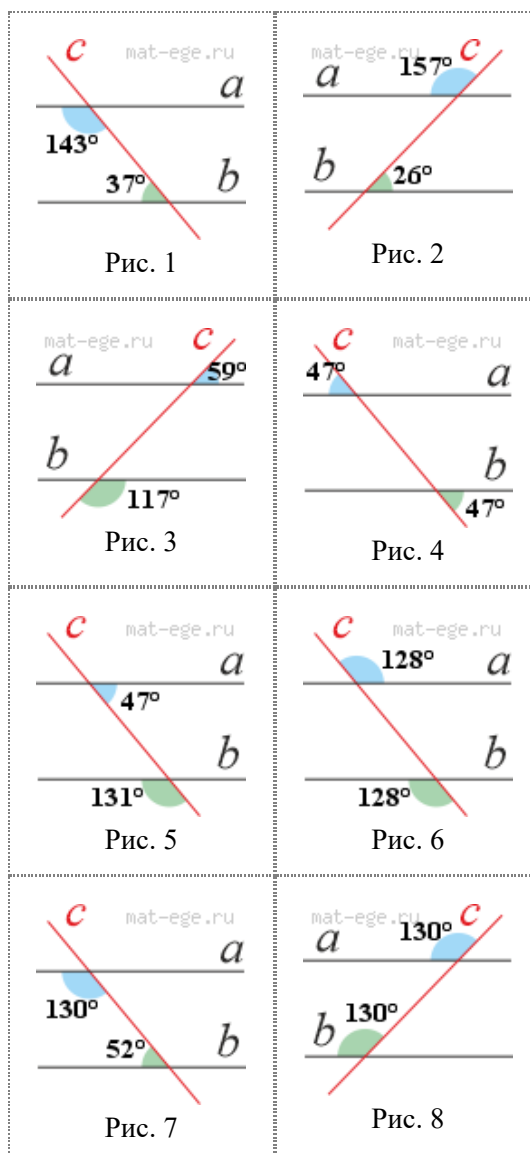 c mat-ege.ru
a
143°
37° b
Рис. 1
mat-ege.ru c
a 157°
b 26°
Рис. 2
mat-ege.ru c
a 59°
b
117°
Рис. 3
c mat-ege.ru
47° a
b
47°
Рис. 4
c mat-ege.ru
a
47°
b
131°
Рис. 5
c mat-ege.ru
128° a
b
128°
Рис. 6
c mat-ege.ru
a
130°
52° b
Рис. 7
mat-ege.ru c
a 130°
b 130°
Рис. 8